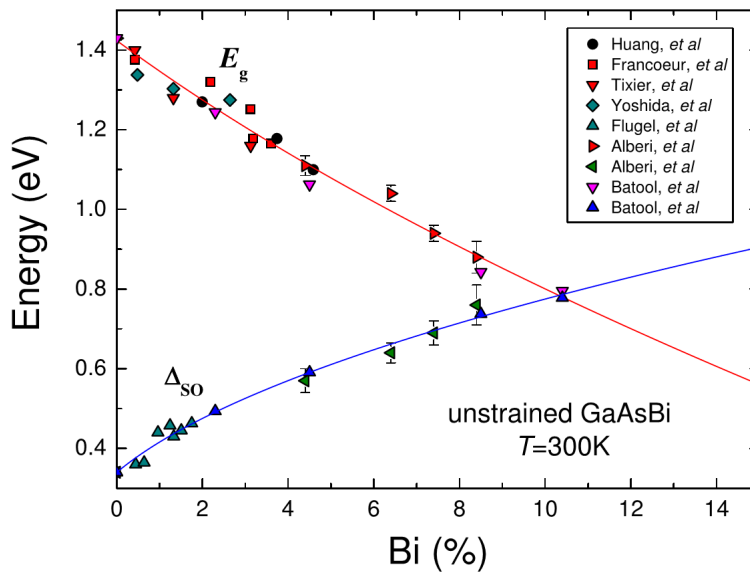 1.4
1.2
1.0
0.8
0.6
0.4
Energy (eV)
E_g
Δ_SO
Huang, et al
Francoeur, et al
Tixier, et al
Yoshida, et al
Flugel, et al
Alberi, et al
Alberi, et al
Batool, et al
Batool, et al
unstrained GaAsBi
T=300K
0 2 4 6 8 10 12 14
Bi (%)